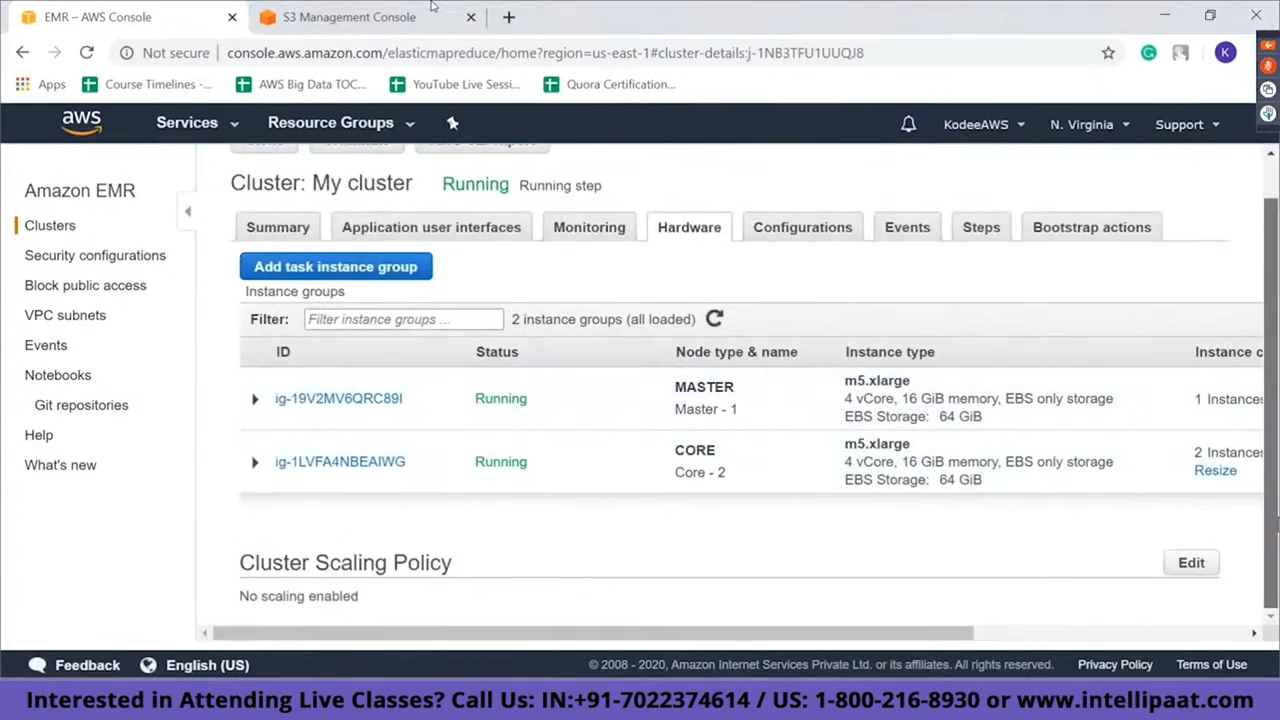 EMR – AWS Console
S3 Management Console
Not secure
console.aws.amazon.com/elasticmapreduce/home?region=us-east-1#cluster-details:j-1NB3TFU1UUQJ8
K
Apps
Course Timelines -...
AWS Big Data TOC...
YouTube Live Sessi...
Quora Certification...
aws
Services
Resource Groups
KodeeAWS
N. Virginia
Support
Amazon EMR
Clusters
Security configurations
Block public access
VPC subnets
Events
Notebooks
Git repositories
Help
What's new
Cluster: My cluster
Running
Running step
Summary
Application user interfaces
Monitoring
Hardware
Configurations
Events
Steps
Bootstrap actions
Add task instance group
Instance groups
Filter:
Filter instance groups ...
2 instance groups (all loaded)
ID
Status
Node type & name
Instance type
Instance c
ig-19V2MV6QRC89I
Running
MASTER
Master - 1
m5.xlarge
4 vCore, 16 GiB memory, EBS only storage
EBS Storage: 64 GiB
1 Instances
ig-1LVFA4NBEAIWG
Running
CORE
Core - 2
m5.xlarge
4 vCore, 16 GiB memory, EBS only storage
EBS Storage: 64 GiB
2 Instances
Resize
Cluster Scaling Policy
Edit
No scaling enabled
Feedback
English (US)
© 2008 - 2020, Amazon Internet Services Private Ltd. or its affiliates. All rights reserved.
Privacy Policy
Terms of Use
Interested in Attending Live Classes? Call Us: IN:+91-7022374614 / US: 1-800-216-8930 or www.intellipaat.com